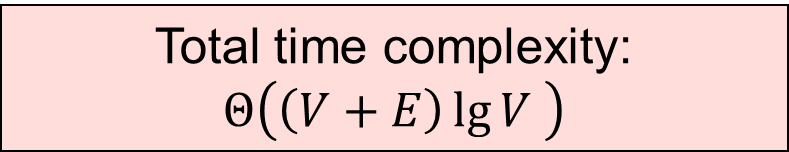 Total time complexity:
Θ((V + E) lg V )